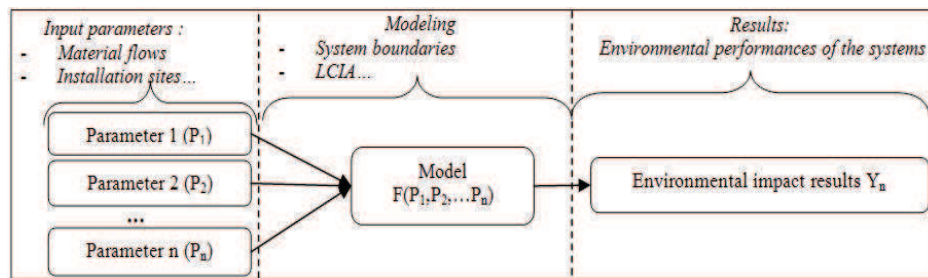 Input parameters :
- Material flows
- Installation sites…
Parameter 1 (P₁)
Parameter 2 (P₂)
...
Parameter n (Pₙ)
Modeling
- System boundaries
- LCIA…
Model
F(P₁,P₂,…Pₙ)
Results:
Environmental performances of the systems
Environmental impact results Yₙ